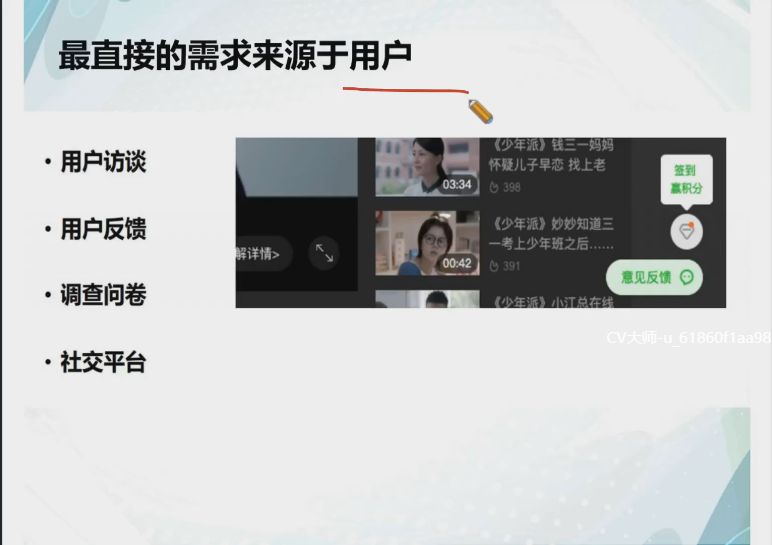 最直接的需求来源于用户
• 用户访谈
• 用户反馈
• 调查问卷
• 社交平台
解详情>
03:34
《少年派》钱三一妈妈
怀疑儿子早恋 找上老
398
00:42
《少年派》妙妙知道三
一考上少年班之后……
391
《少年派》小江总在线
签到
赢积分
意见反馈
CV大师-u_61860f1aa98